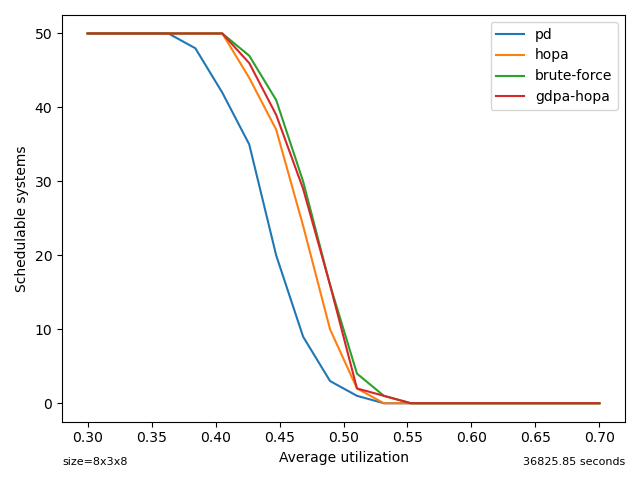 pd
hopa
brute-force
gdpa-hopa
Schedulable systems
50
40
30
20
10
0
0.30 0.35 0.40 0.45 0.50 0.55 0.60 0.65 0.70
Average utilization
size=8x3x8
36825.85 seconds